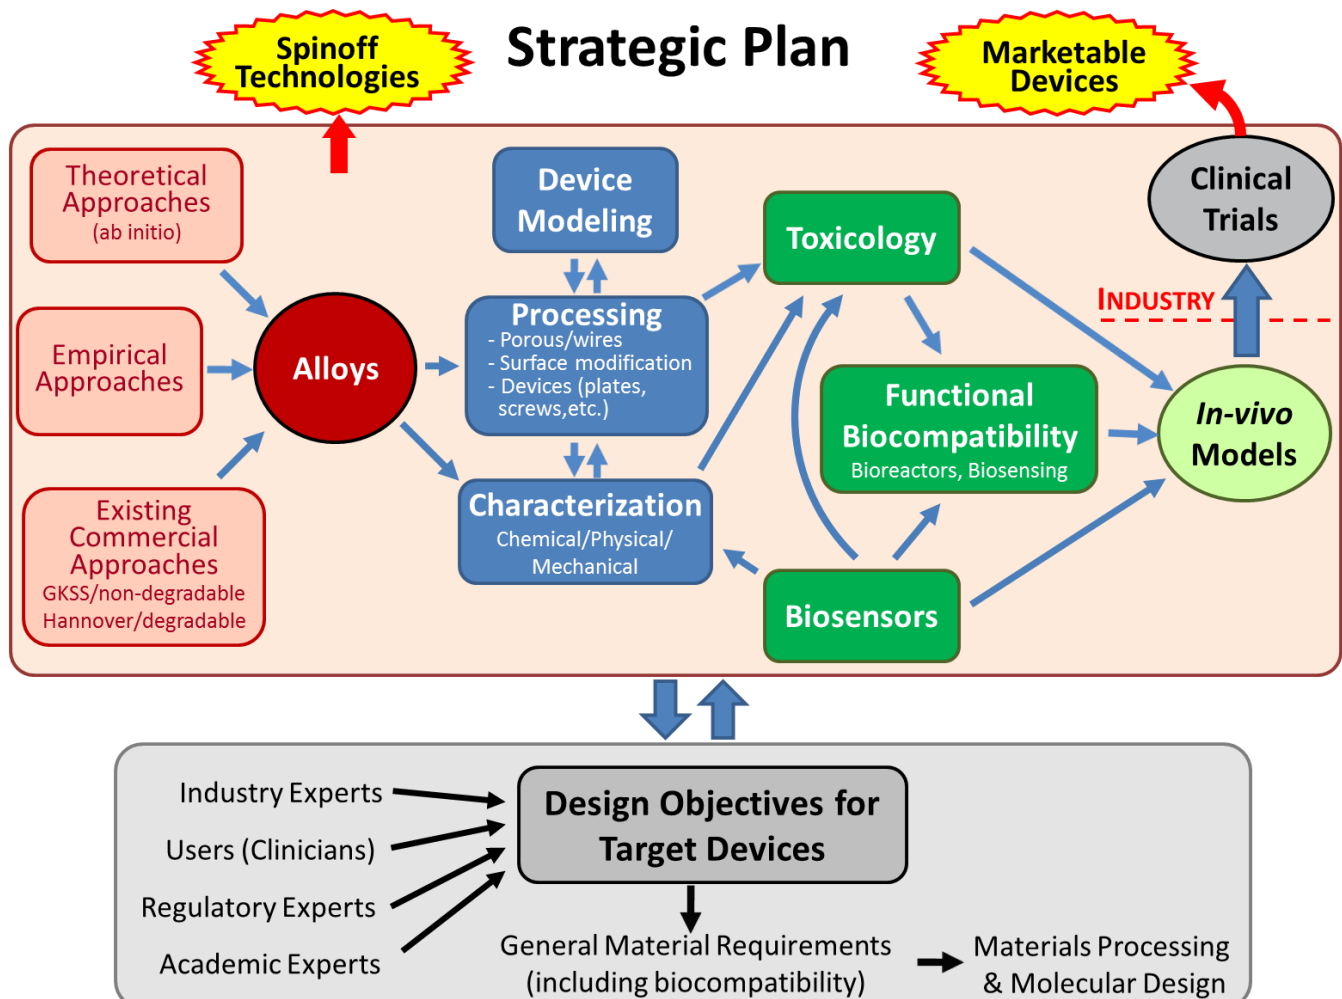 Strategic Plan
Spinoff
Technologies
Marketable
Devices
Theoretical
Approaches
(ab initio)
Empirical
Approaches
Existing
Commercial
Approaches
GKSS/non-degradable
Hannover/degradable
Alloys
Device
Modeling
Processing
- Porous/wires
- Surface modification
- Devices (plates,
screws,etc.)
Characterization
Chemical/Physical/
Mechanical
Toxicology
Functional
Biocompatibility
Bioreactors, Biosensing
Biosensors
Clinical
Trials
INDUSTRY
In-vivo
Models
Industry Experts
Users (Clinicians)
Regulatory Experts
Academic Experts
Design Objectives for
Target Devices
General Material Requirements
(including biocompatibility)
Materials Processing
& Molecular Design